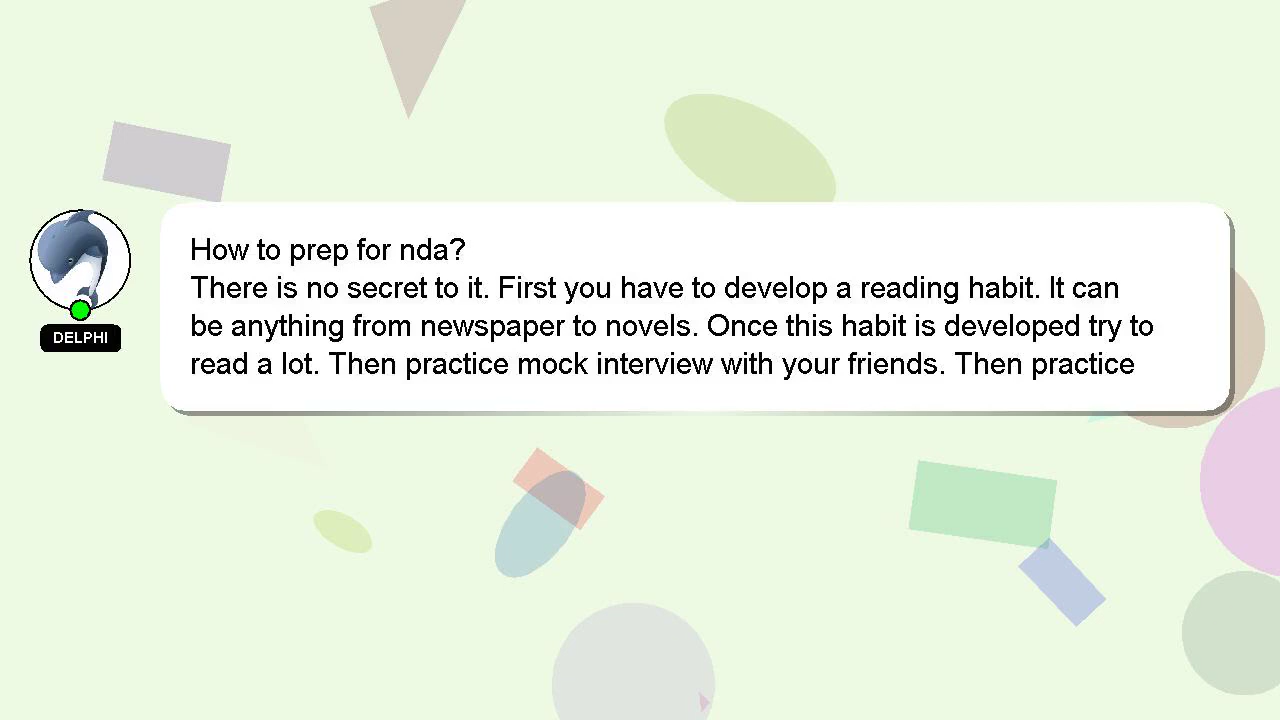 How to prep for nda?
There is no secret to it. First you have to develop a reading habit. It can
be anything from newspaper to novels. Once this habit is developed try to
read a lot. Then practice mock interview with your friends. Then practice
DELPHI